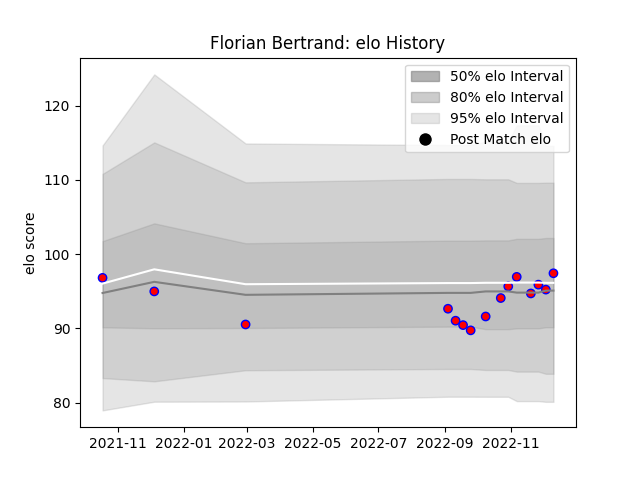 Florian Bertrand: elo History
50% elo Interval
80% elo Interval
95% elo Interval
Post Match elo
elo score
120
110
100
90
80
2021-11
2022-01
2022-03
2022-05
2022-07
2022-09
2022-11